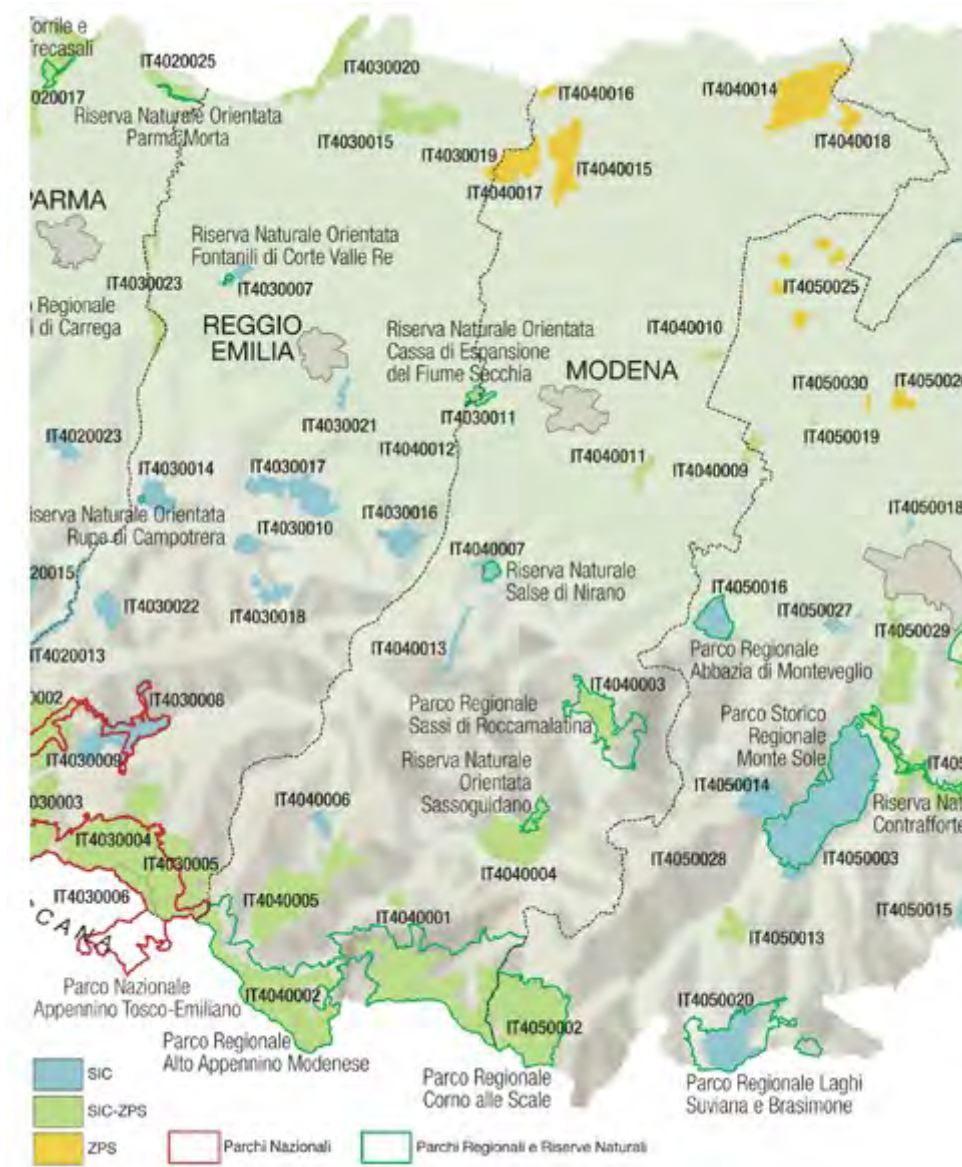 Torrile e
Trecasali
IT4020025
IT4030020
IT4040016
IT4040014
Riserva Naturale Orientata
Parma Morta
IT4030015
IT4030019
IT4040017
IT4040015
IT4040018
PARMA
Riserva Naturale Orientata
Fontanili di Corte Valle Re
IT4030023
IT4030007
IT4050025
Regionale
di Carrega
REGGIO
EMILIA
Riserva Naturale Orientata
Cassa di Espansione
del Fiume Secchia
IT4040010
MODENA
IT4030011
IT4050030
IT4030021
IT4050019
IT4020023
IT4040012
IT4040011
IT4040009
IT4030014
IT4030017
IT4050018
Riserva Naturale Orientata
Rupe di Campotrera
IT4030010
IT4030016
IT4040007
Riserva Naturale
Salse di Nirano
IT4050016
IT4030022
IT4030018
IT4050027
IT4050029
IT4020013
IT4040013
Parco Regionale
Abbazia di Monteveglio
IT4030008
IT4040003
Parco Regionale
Sassi di Roccamalatina
Parco Storico
Regionale
Monte Sole
IT4030009
Riserva Naturale
Orientata
Sassoguidano
IT4050014
IT4040006
Contrafforte
IT4030004
IT4030005
IT4050003
IT4050028
IT4040004
IT4030006
IT4040005
IT4040001
IT4050015
CANA
IT4050013
Parco Nazionale
Appennino Tosco-Emiliano
IT4040002
IT4050020
IT4050002
Parco Regionale
Alto Appennino Modenese
Parco Regionale
Corno alle Scale
Parco Regionale Laghi
Suviana e Brasimone
SIC
SIC-ZPS
ZPS
Parchi Nazionali
Parchi Regionali e Riserve Naturali